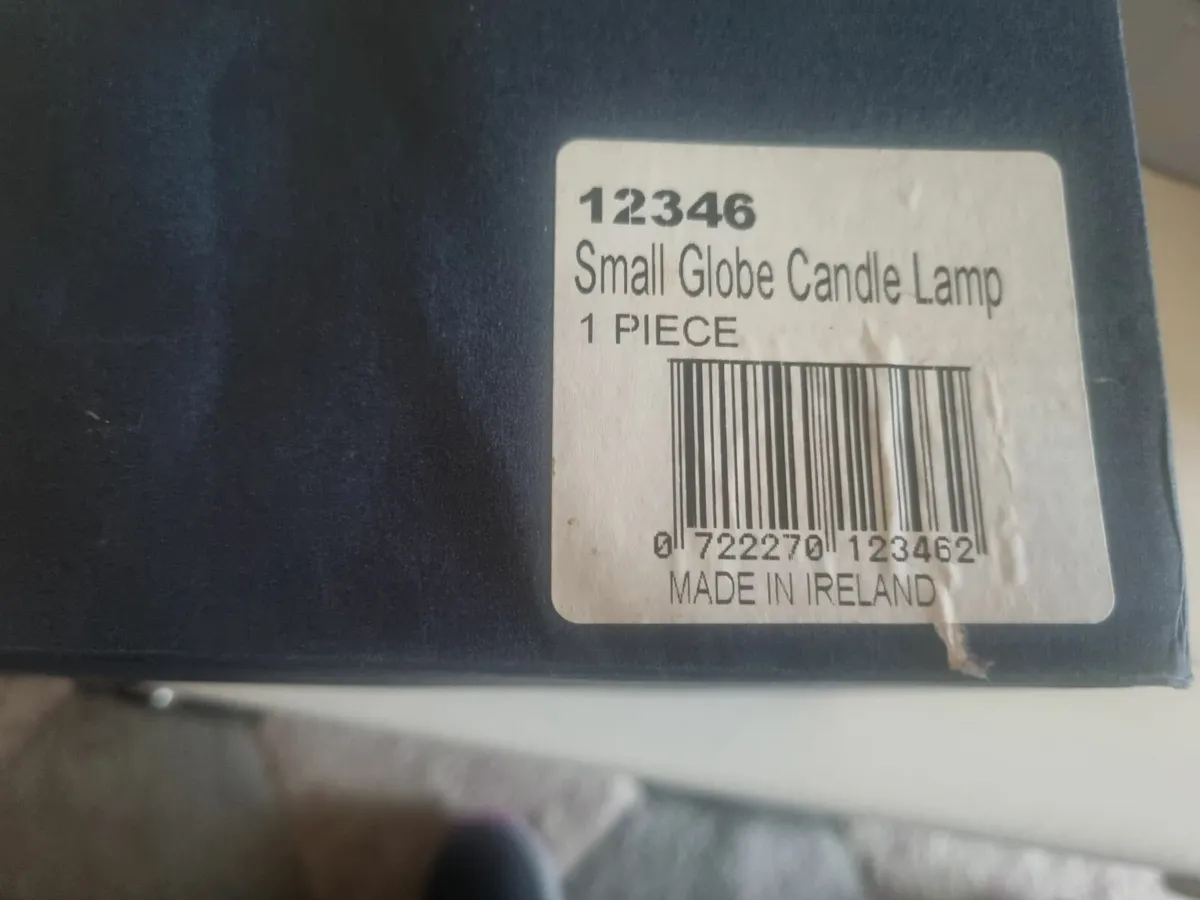 12346
Small Globe Candle Lamp
1 PIECE
0 722270 123462
MADE IN IRELAND